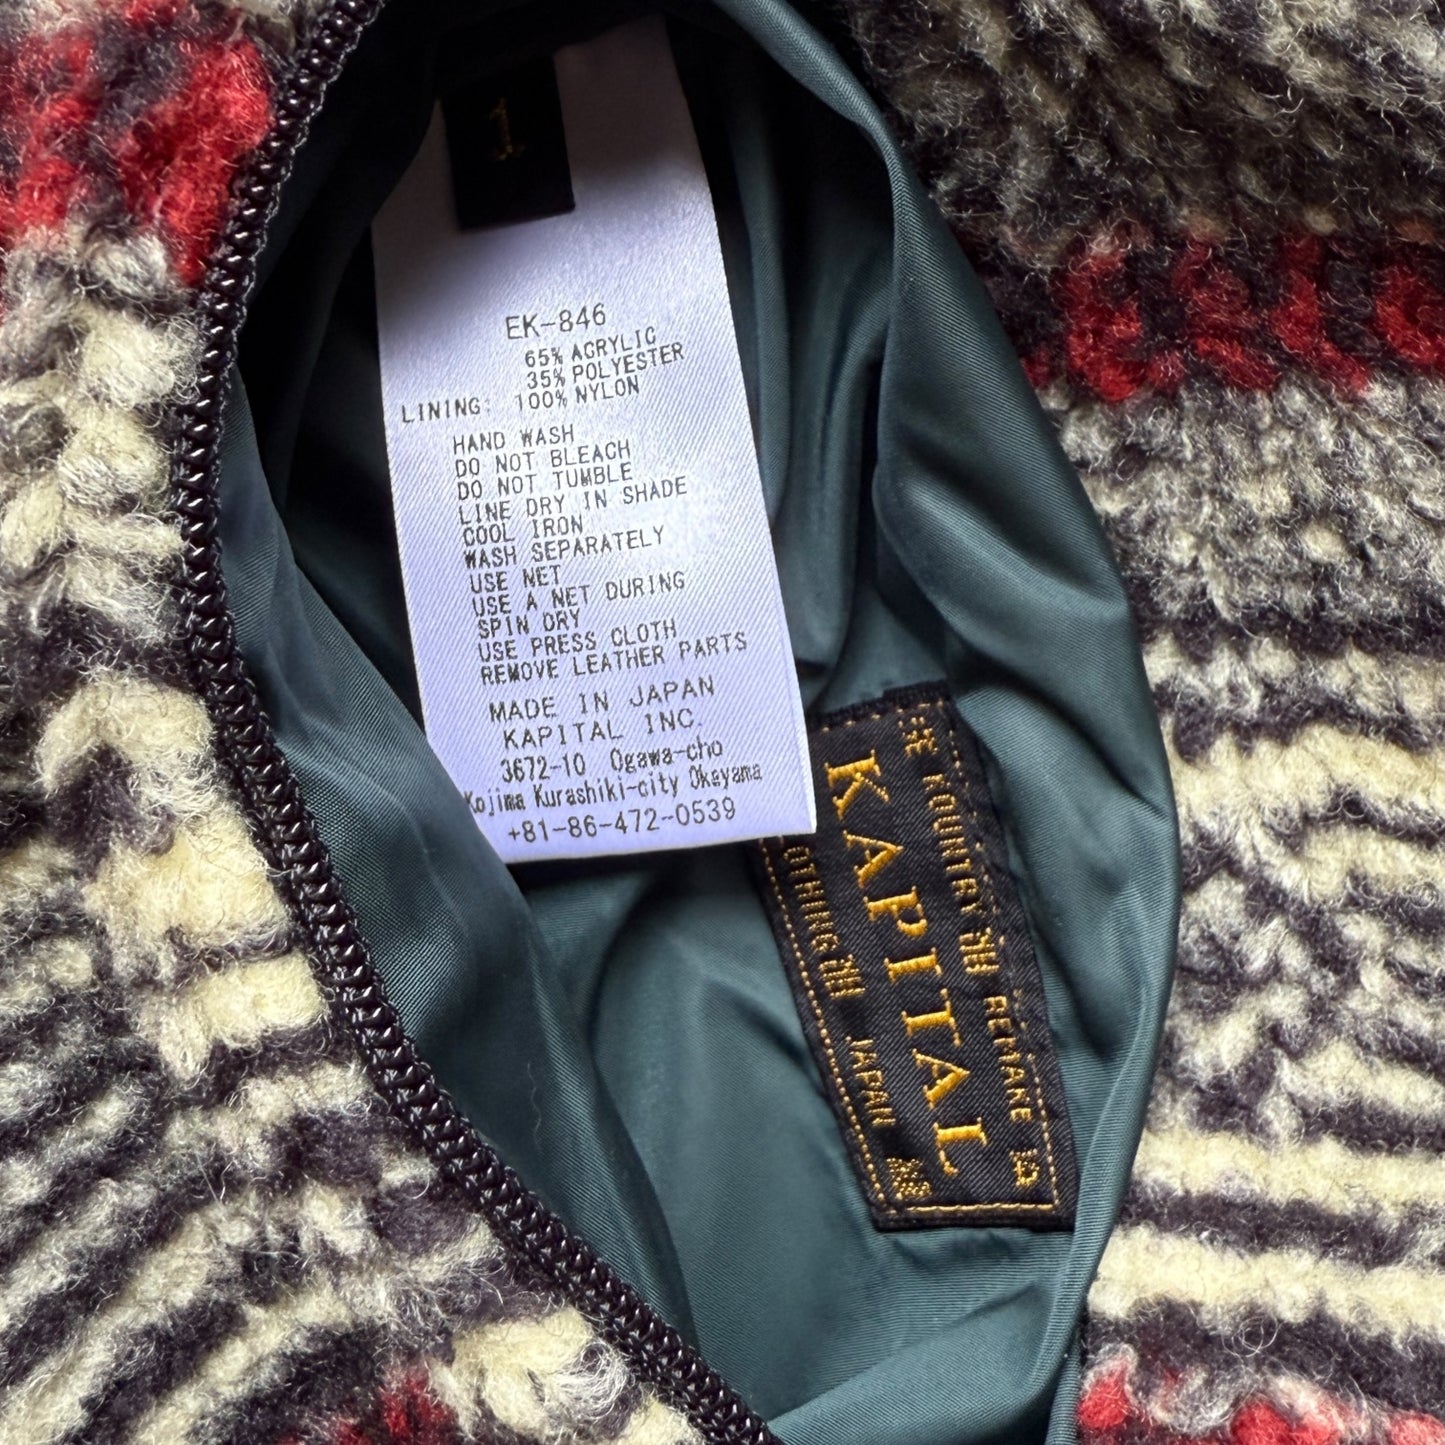 1
EK-846
65% ACRYLIC
35% POLYESTER
LINING: 100% NYLON
HAND WASH
DO NOT BLEACH
DO NOT TUMBLE
LINE DRY IN SHADE
COOL IRON
WASH SEPARATELY
USE NET
USE A NET DURING
SPIN DRY
USE PRESS CLOTH
REMOVE LEATHER PARTS
MADE IN JAPAN
KAPITAL INC.
3672-10 Ogawa-cho
Kojima Kurashiki-city Okayama
+81-86-472-0539
KOUNTRY REMAKE
KAPITAL
OTHING JAPAN